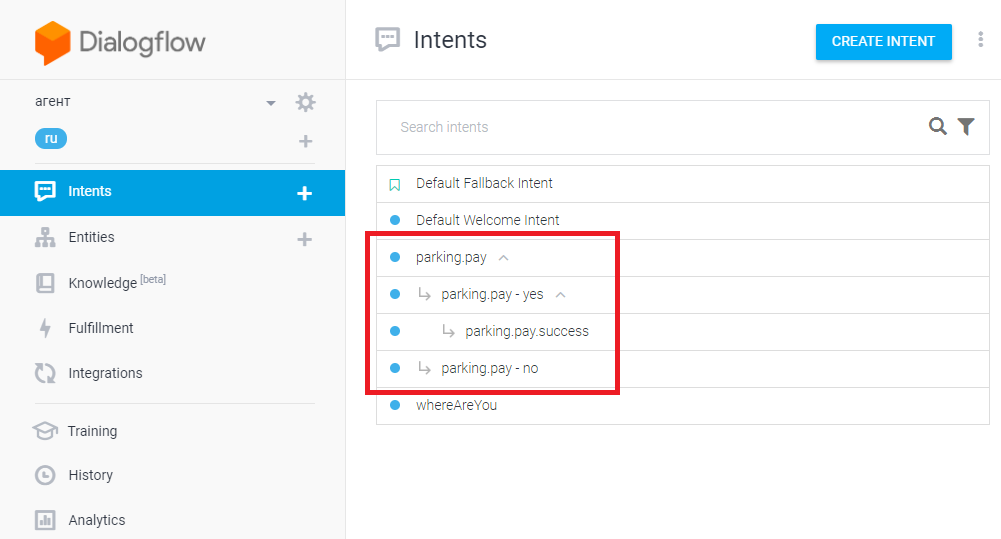 Dialogflow
агент
ru
Intents
Entities
Knowledge [beta]
Fulfillment
Integrations
Training
History
Analytics
Intents
CREATE INTENT
Search intents
Default Fallback Intent
Default Welcome Intent
parking.pay
parking.pay - yes
parking.pay.success
parking.pay - no
whereAreYou